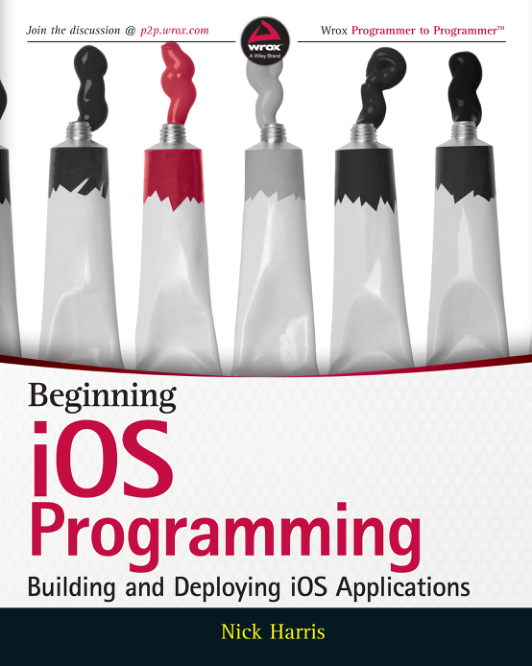 Join the discussion @ p2p.wrox.com
Wrox Programmer to Programmer™
wrox™
A Wiley Brand
Beginning
iOS
Programming
Building and Deploying iOS Applications
Nick Harris